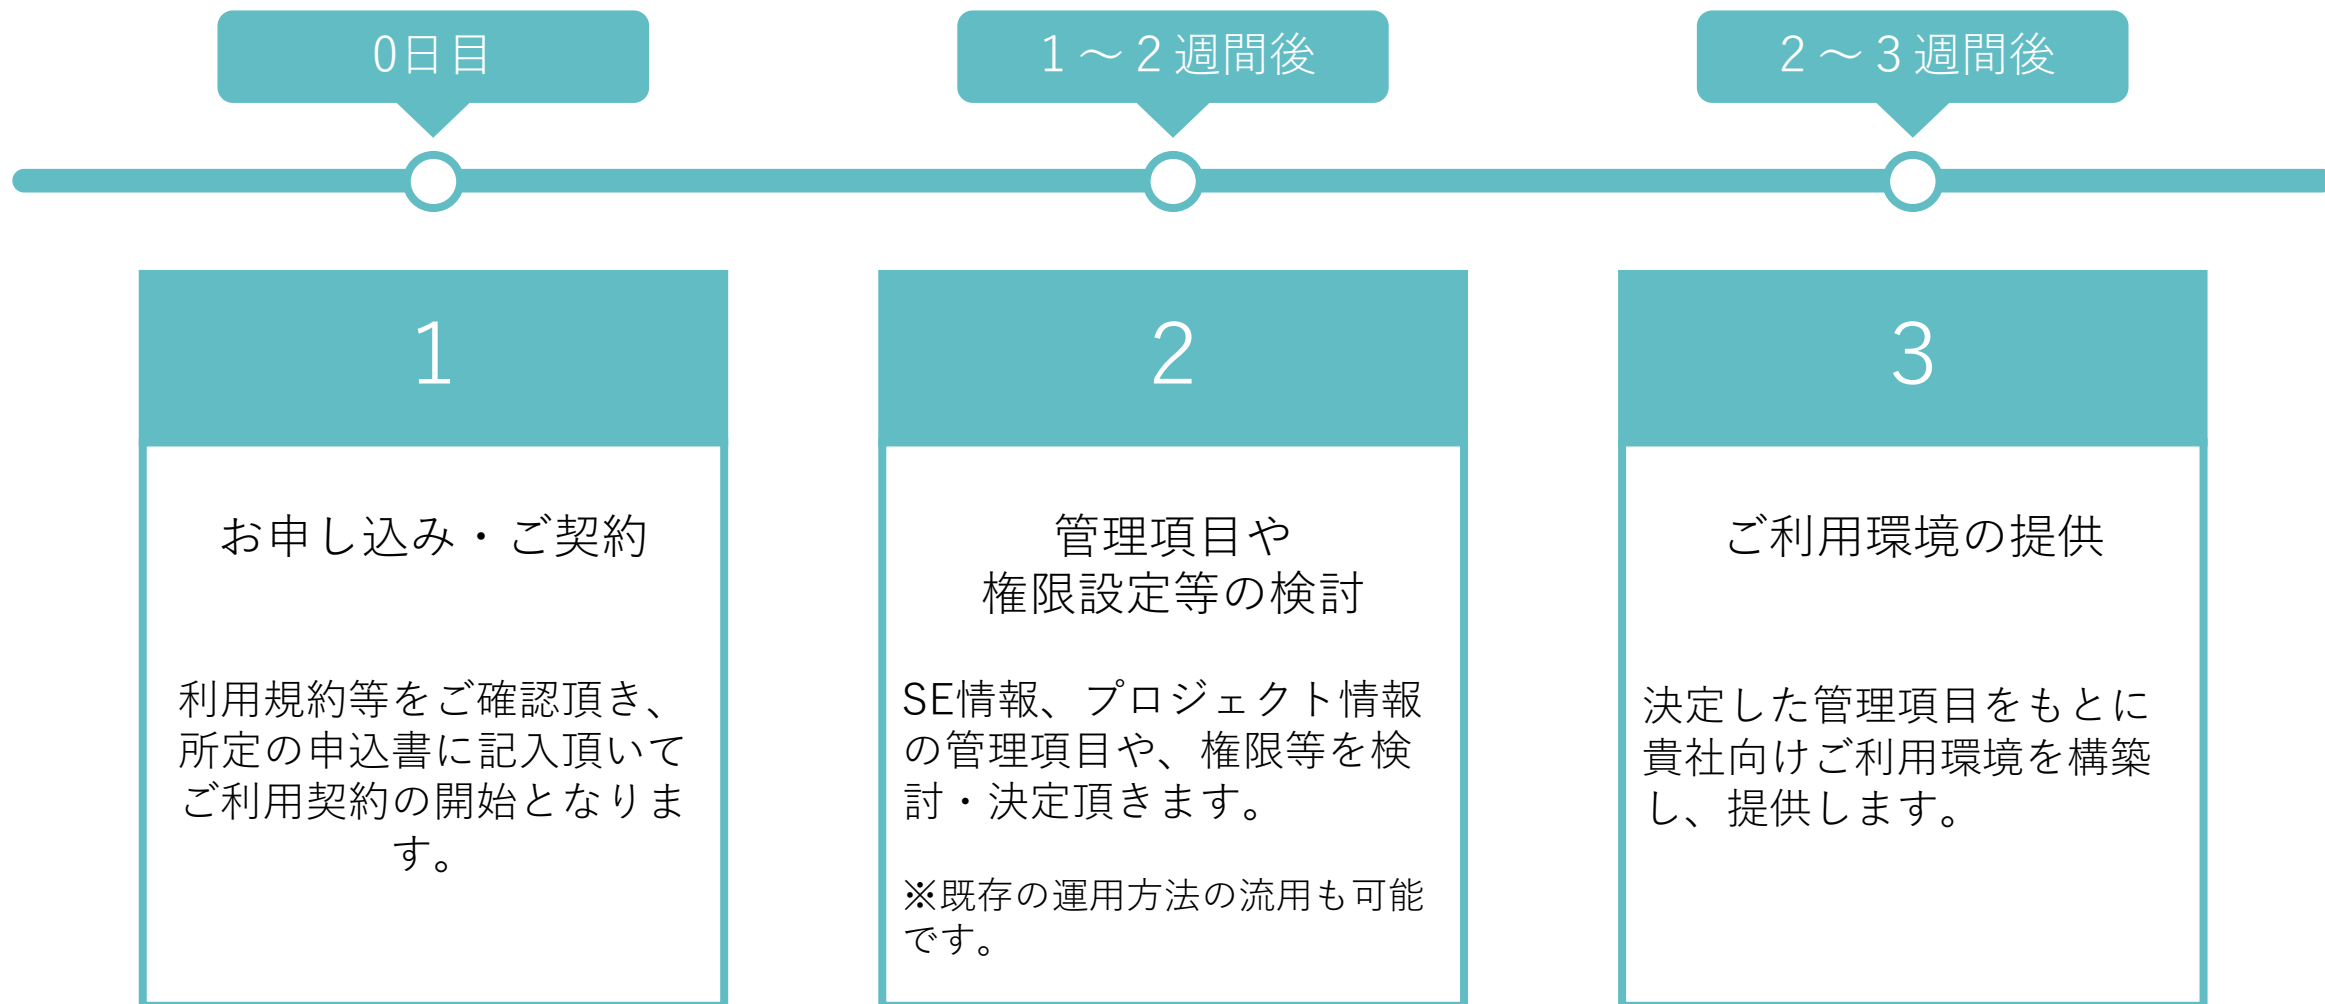 0日目
１～２週間後
２～３週間後
1
2
3
お申し込み・ご契約
利用規約等をご確認頂き、
所定の申込書に記入頂いて
ご利用契約の開始となりま
す。
管理項目や
権限設定等の検討
SE情報、プロジェクト情報
の管理項目や、権限等を検
討・決定頂きます。
※既存の運用方法の流用も可能
です。
ご利用環境の提供
決定した管理項目をもとに
貴社向けご利用環境を構築
し、提供します。